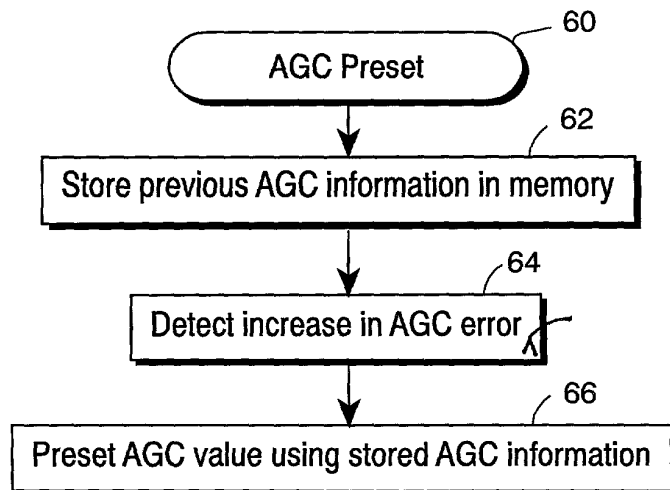 60
AGC Preset
62
Store previous AGC information in memory
64
Detect increase in AGC error
66
Preset AGC value using stored AGC information